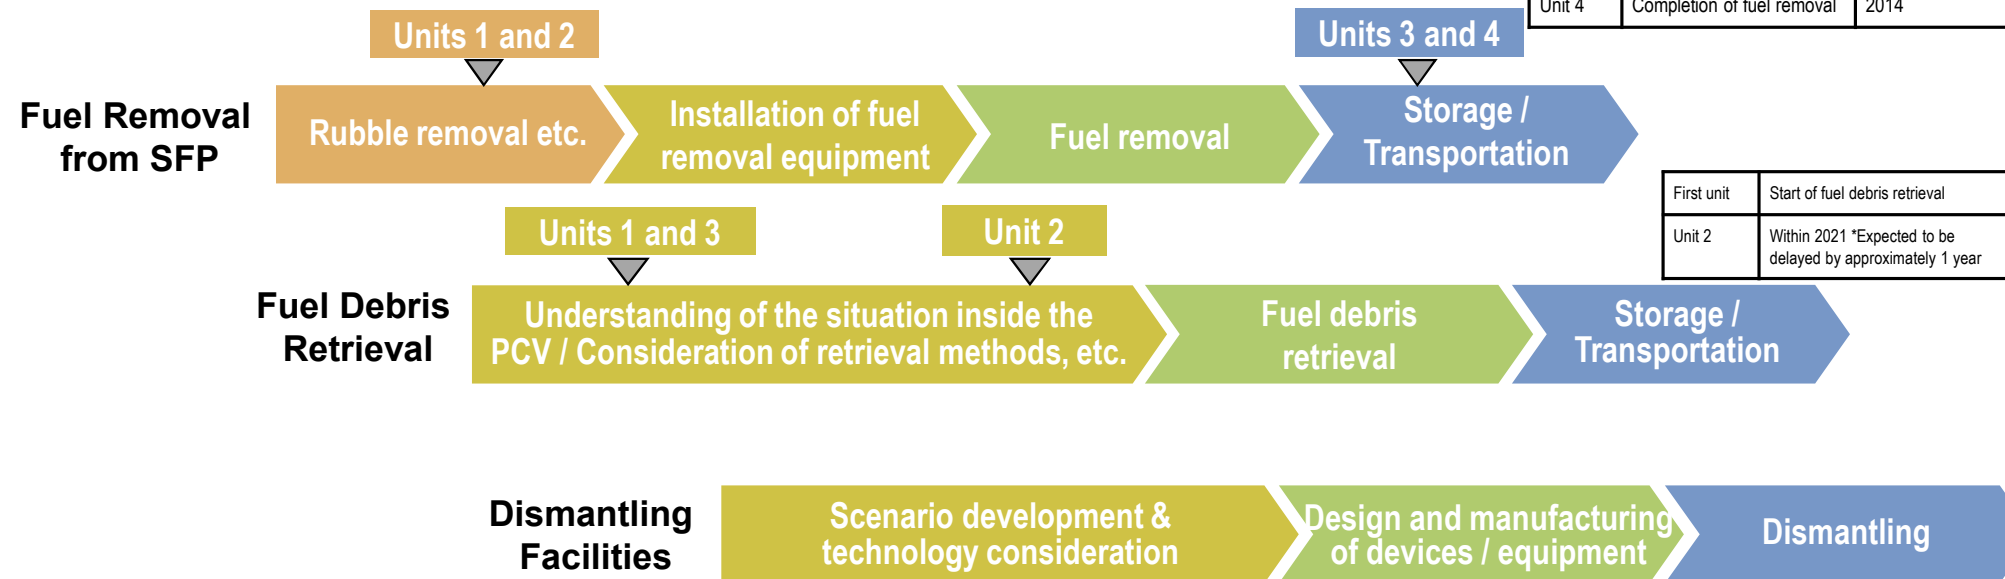 Unit 4 Completion of fuel removal 2014
Units 1 and 2
Units 3 and 4
Fuel Removal
from SFP
Rubble removal etc.
Installation of fuel
removal equipment
Fuel removal
Storage /
Transportation
First unit Start of fuel debris retrieval
Unit 2 Within 2021 *Expected to be
delayed by approximately 1 year
Units 1 and 3
Unit 2
Fuel Debris
Retrieval
Understanding of the situation inside the
PCV / Consideration of retrieval methods, etc.
Fuel debris
retrieval
Storage /
Transportation
Dismantling
Facilities
Scenario development &
technology consideration
Design and manufacturing
of devices / equipment
Dismantling